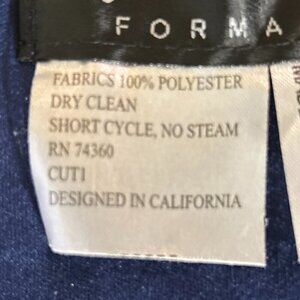 FORMA
FABRICS 100% POLYESTER
DRY CLEAN
SHORT CYCLE, NO STEAM
RN 74360
CUT1
DESIGNED IN CALIFORNIA